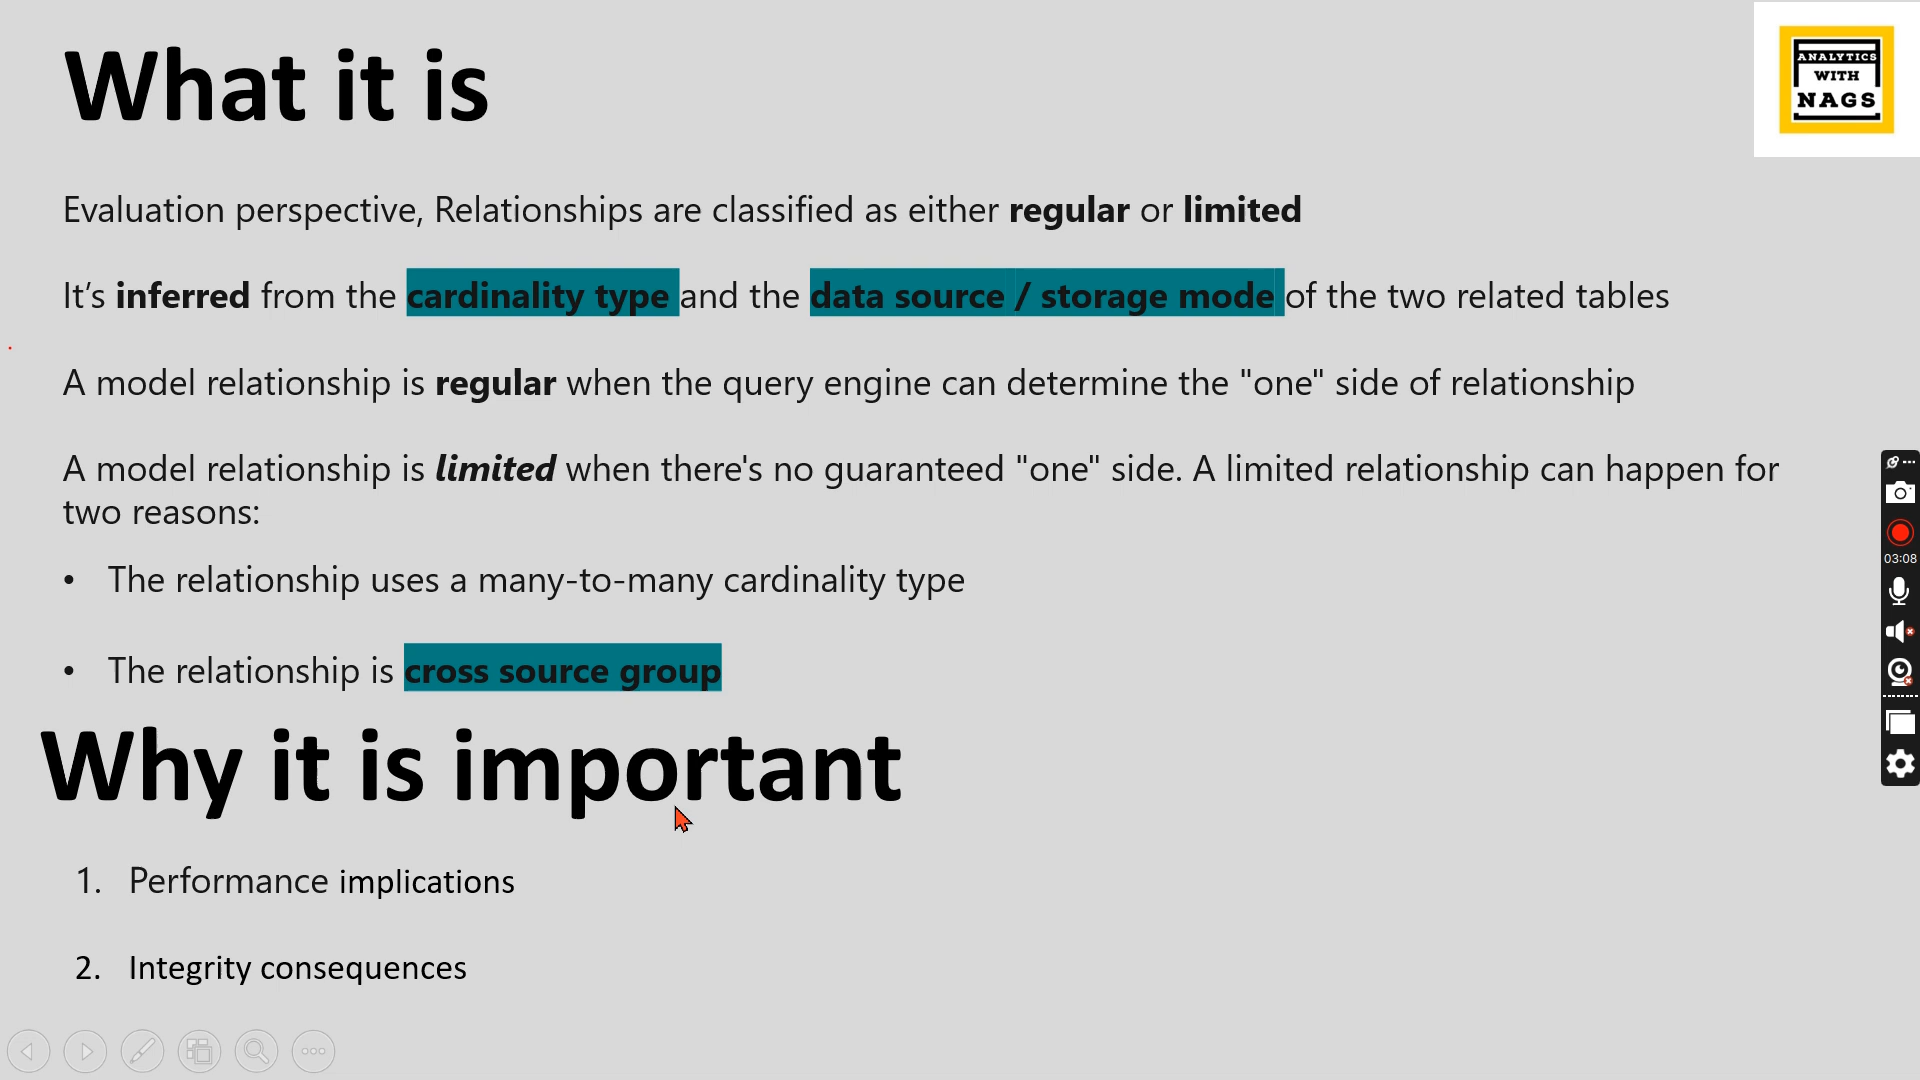 What it is
ANALYTICS
WITH
NAGS
Evaluation perspective, Relationships are classified as either regular or limited
It’s inferred from the cardinality type and the data source / storage mode of the two related tables
A model relationship is regular when the query engine can determine the "one" side of relationship
A model relationship is limited when there's no guaranteed "one" side. A limited relationship can happen for
two reasons:
• The relationship uses a many-to-many cardinality type
• The relationship is cross source group
03:08
Why it is important
1. Performance implications
2. Integrity consequences